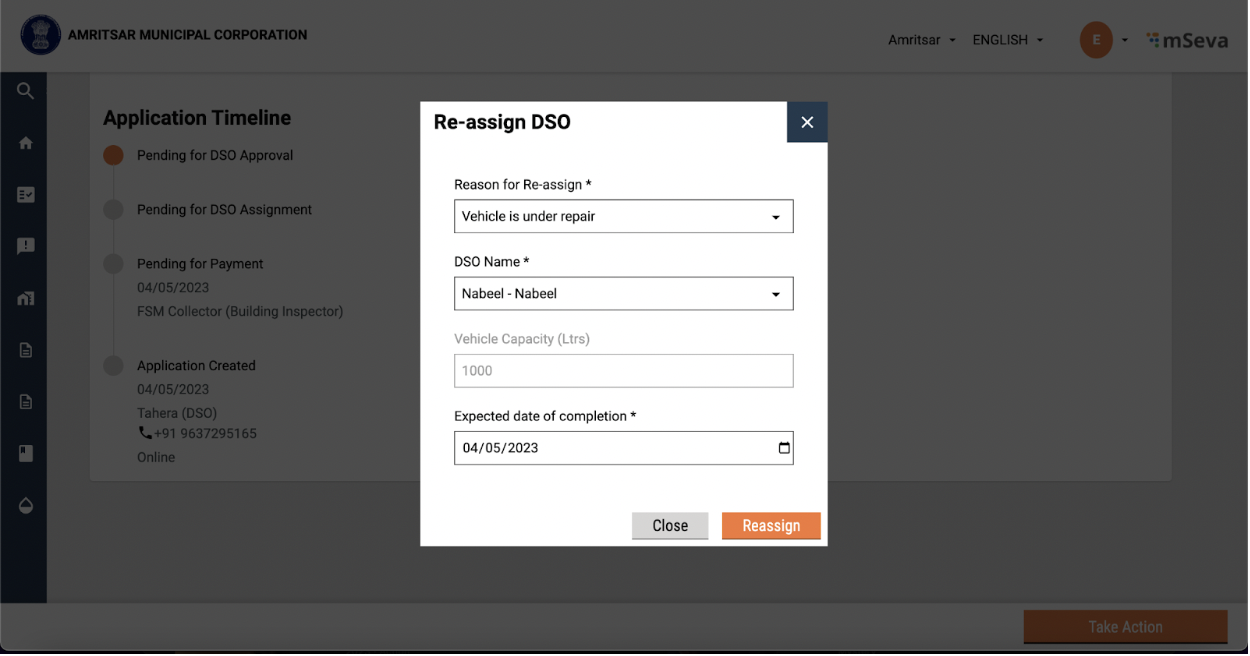 AMRITSAR MUNICIPAL CORPORATION
Amritsar
ENGLISH
E
mSeva
Application Timeline
Pending for DSO Approval
Pending for DSO Assignment
Pending for Payment
04/05/2023
FSM Collector (Building Inspector)
Application Created
04/05/2023
Tahera (DSO)
+91 9637295165
Online
Re-assign DSO
Reason for Re-assign *
Vehicle is under repair
DSO Name *
Nabeel - Nabeel
Vehicle Capacity (Ltrs)
1000
Expected date of completion *
04/05/2023
Close
Reassign
Take Action